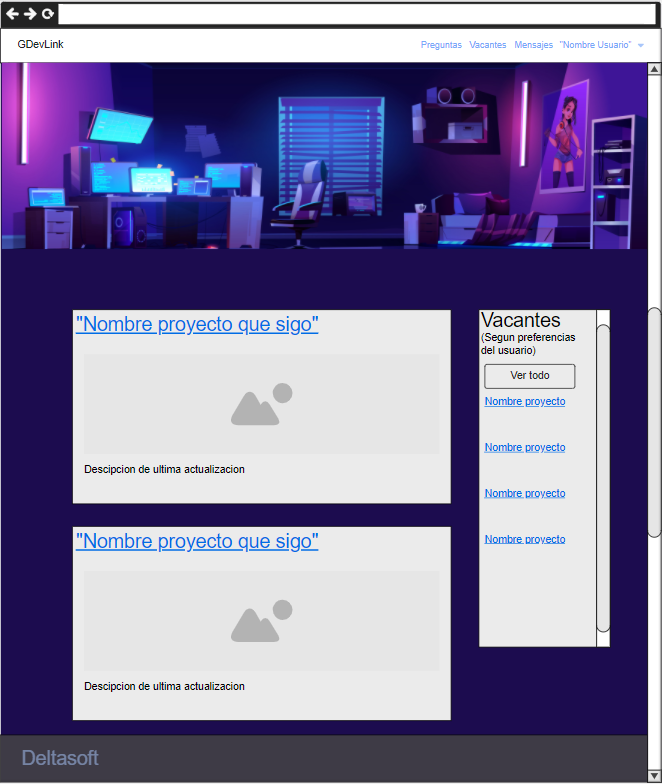 GDevLink
Preguntas Vacantes Mensajes "Nombre Usuario"
"Nombre proyecto que sigo"
Descipcion de ultima actualizacion
"Nombre proyecto que sigo"
Descipcion de ultima actualizacion
Vacantes
(Segun preferencias
del usuario)
Ver todo
Nombre proyecto
Nombre proyecto
Nombre proyecto
Nombre proyecto
Deltasoft